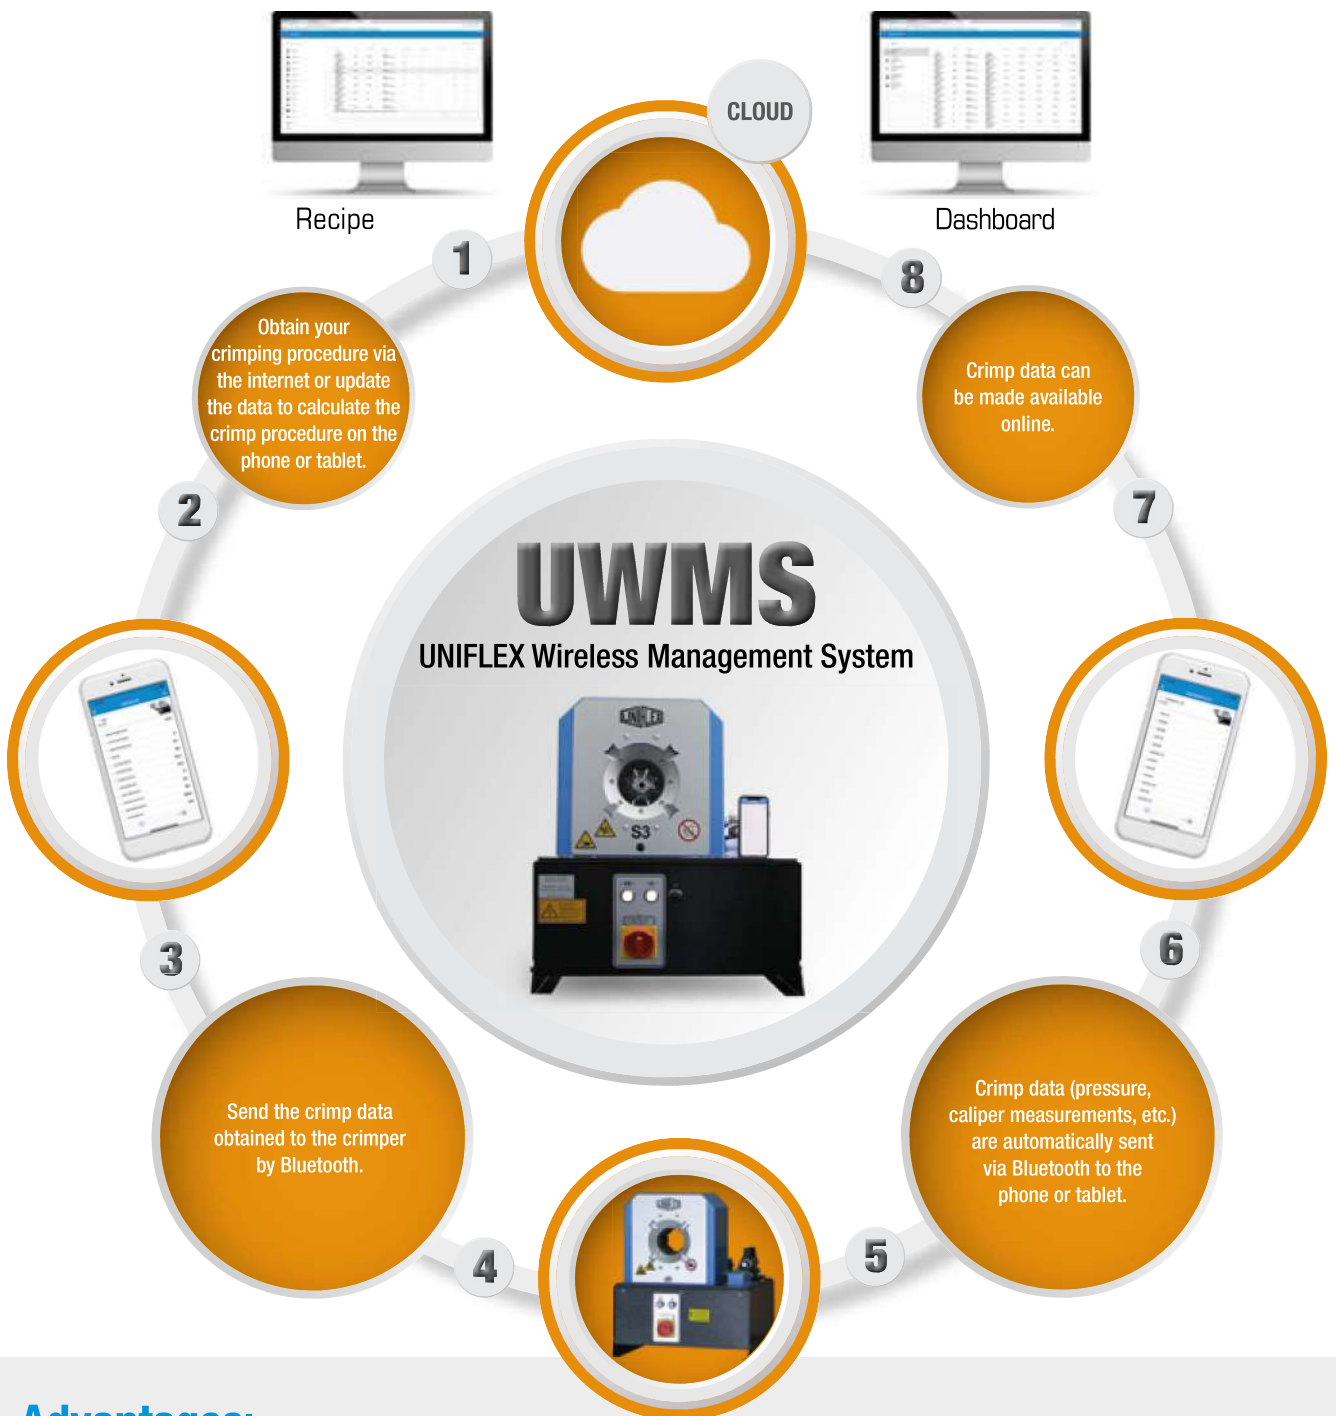 CLOUD
Recipe
Dashboard
1
8
Obtain your
crimping procedure via
the internet or update
the data to calculate the
crimp procedure on the
phone or tablet.
Crimp data can
be made available
online.
2
7
UWMS
UNIFLEX Wireless Management System
UNIFLEX
S3
3
6
Send the crimp data
obtained to the crimper
by Bluetooth.
Crimp data (pressure,
caliper measurements, etc.)
are automatically sent
via Bluetooth to the
phone or tablet.
4
5
Advantages: